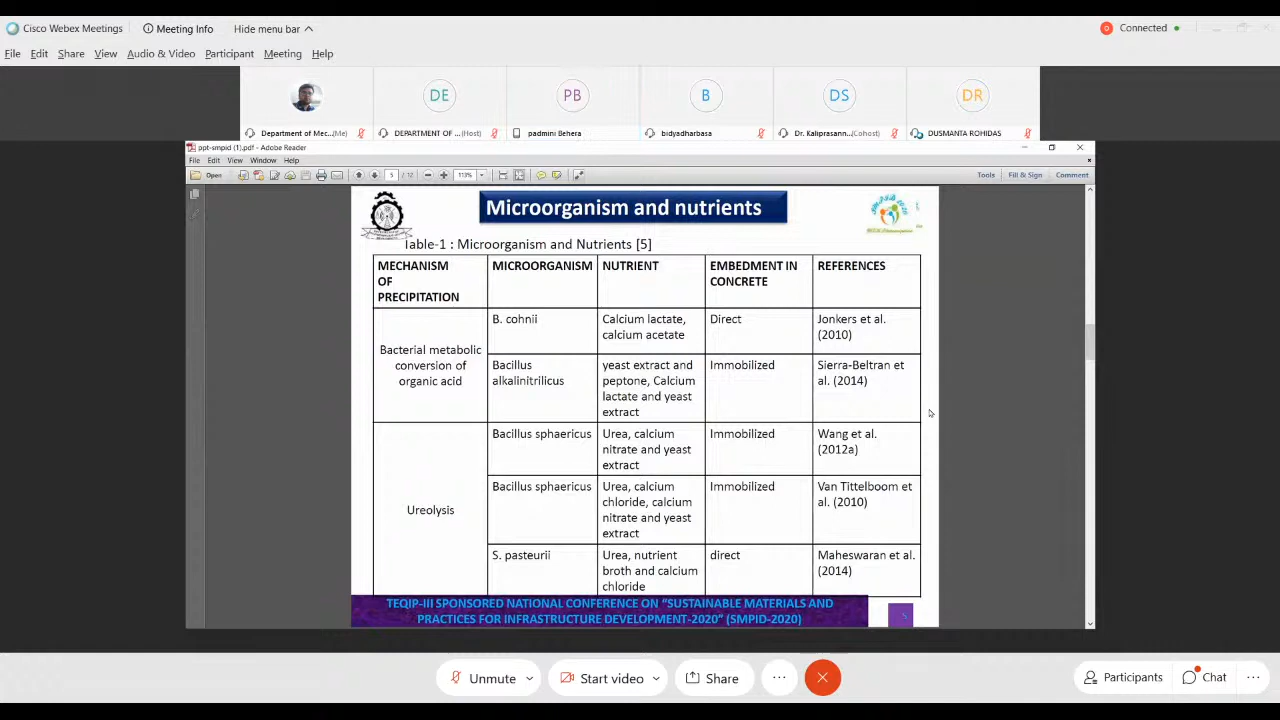 Cisco Webex Meetings
Meeting Info
Hide menu bar
Connected
File Edit Share View Audio & Video Participant Meeting Help
DE PB B DS DR
Department of Mec... (Me)
DEPARTMENT OF ... (Host)
padmini Behera
bidyadharbasa
Dr. Kaliprasann... (Cohost)
DUSMANTA ROHIDAS
ppt-smpid (1).pdf - Adobe Reader
File Edit View Window Help
Open
5 / 12
113%
Tools Fill & Sign Comment
Microorganism and nutrients
Table-1 : Microorganism and Nutrients [5]
MECHANISM
OF
PRECIPITATION
MICROORGANISM
NUTRIENT
EMBEDMENT IN
CONCRETE
REFERENCES
Bacterial metabolic
conversion of
organic acid
B. cohnii
Calcium lactate,
calcium acetate
Direct
Jonkers et al.
(2010)
Bacillus
alkalinitrilicus
yeast extract and
peptone, Calcium
lactate and yeast
extract
Immobilized
Sierra-Beltran et
al. (2014)
Ureolysis
Bacillus sphaericus
Urea, calcium
nitrate and yeast
extract
Immobilized
Wang et al.
(2012a)
Bacillus sphaericus
Urea, calcium
chloride, calcium
nitrate and yeast
extract
Immobilized
Van Tittelboom et
al. (2010)
S. pasteurii
Urea, nutrient
broth and calcium
chloride
direct
Maheswaran et al.
(2014)
TEQIP-III SPONSORED NATIONAL CONFERENCE ON “SUSTAINABLE MATERIALS AND
PRACTICES FOR INFRASTRUCTURE DEVELOPMENT-2020” (SMPID-2020)
5
Unmute
Start video
Share
Participants
Chat